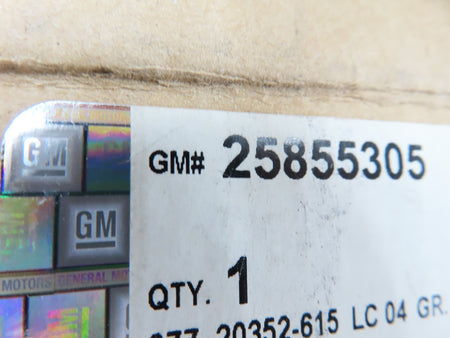 GM
GM# 25855305
GM
MOTORS GENERAL MO
QTY. 1
20352-615 LC 04 GR.